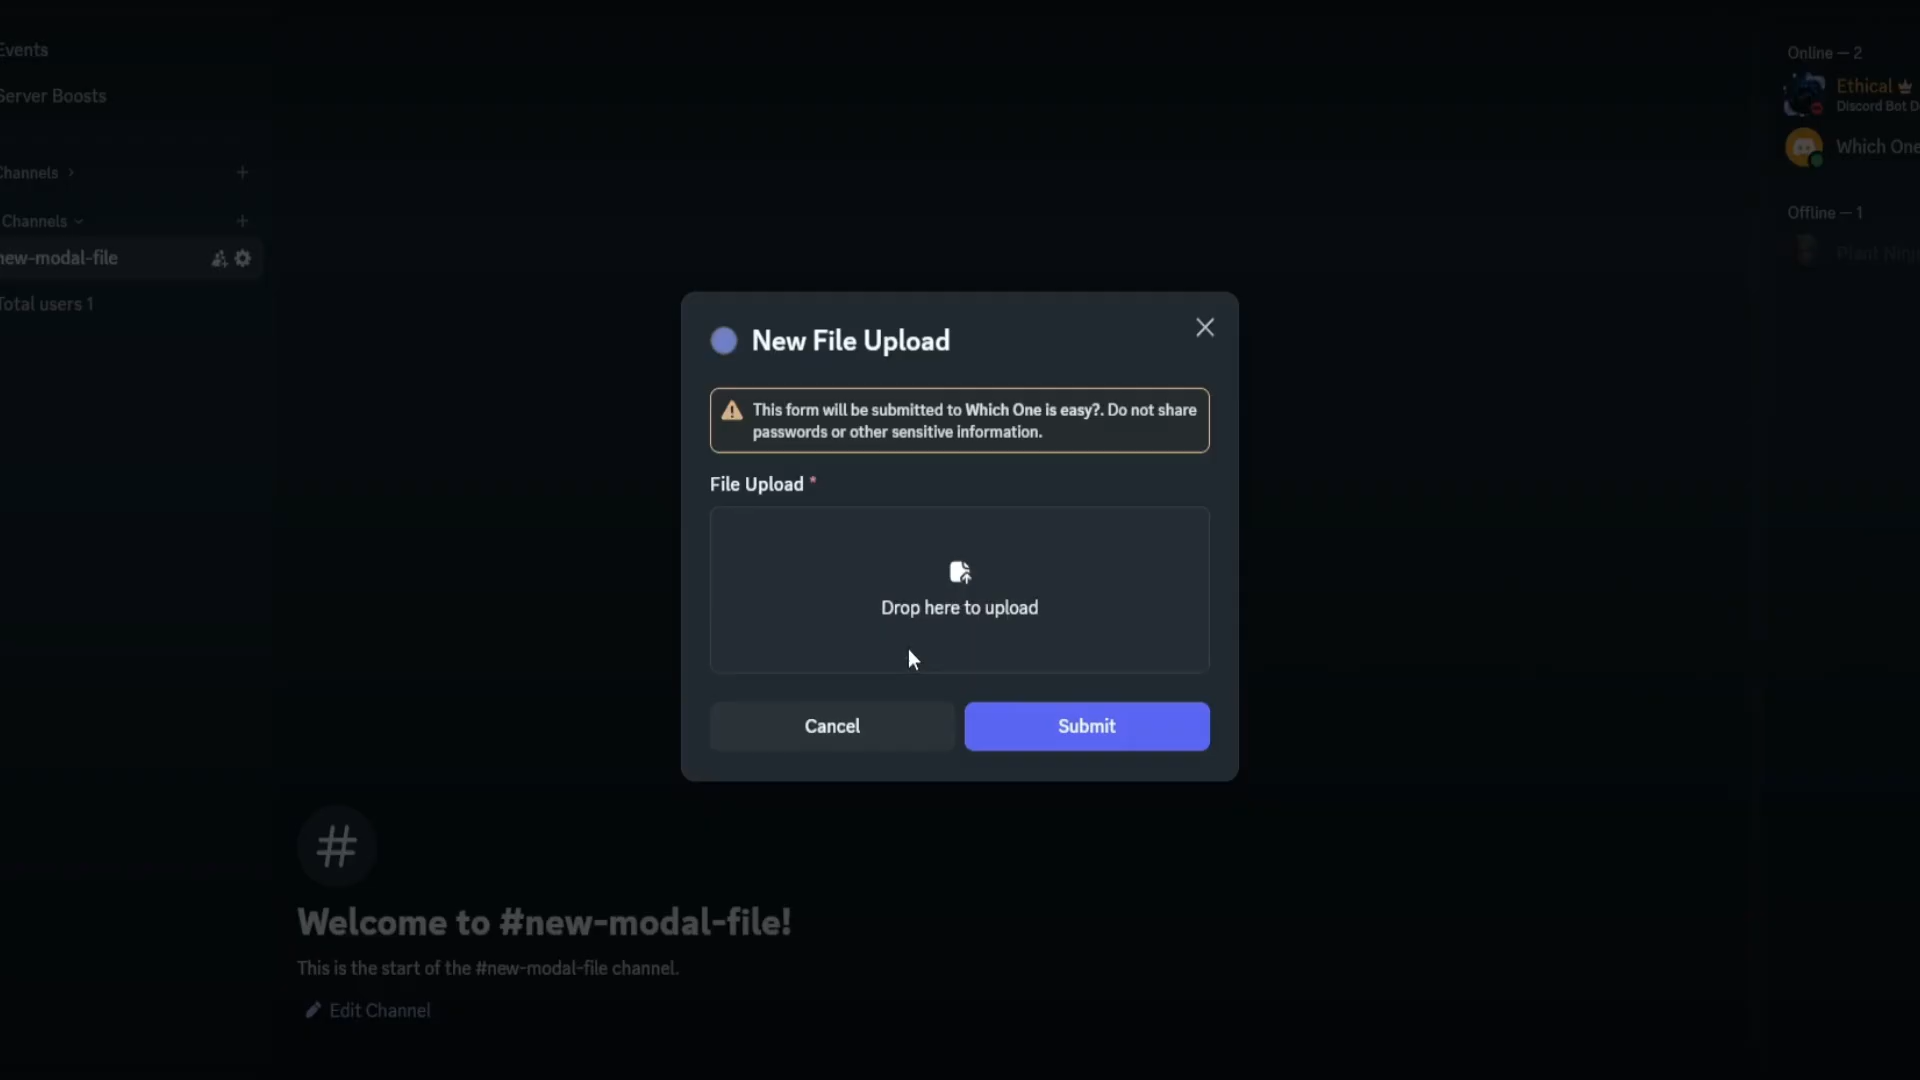 Events
Server Boosts
Channels
Channels
new-modal-file
Total users 1
New File Upload
This form will be submitted to Which One is easy?. Do not share
passwords or other sensitive information.
File Upload *
Drop here to upload
Cancel
Submit
#
Welcome to #new-modal-file!
This is the start of the #new-modal-file channel.
Edit Channel
Online — 2
Ethical
Discord Bot D
Which One
Offline — 1
Plant Ninj